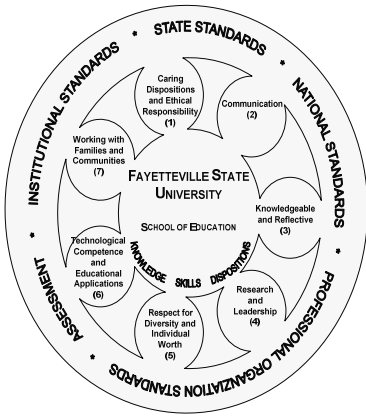 STATE STANDARDS
*
NATIONAL STANDARDS
*
PROFESSIONAL ORGANZIATION STANDARDS
*
ASSESSMENT
*
INSTITUTIONAL STANDARDS
*
Caring
Dispositions
and Ethical
Responsibility
(1)
Communication
(2)
Knowledgeable
and Reflective
(3)
Research
and
Leadership
(4)
Respect for
Diversity and
Individual
Worth
(5)
Technological
Competence
and
Educational
Applications
(6)
Working with
Families and
Communities
(7)
FAYETTEVILLE STATE
UNIVERSITY
SCHOOL OF EDUCATION
KNOWLEDGE SKILLS DISPOSITIONS